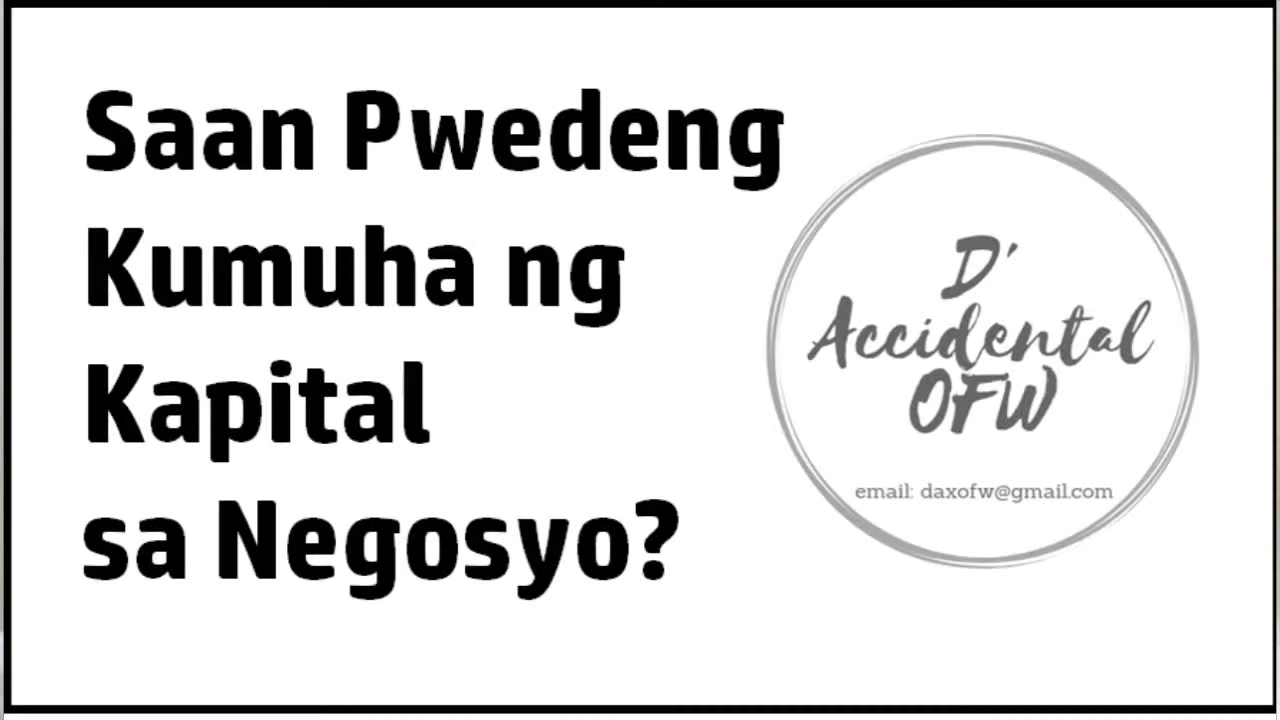 Saan Pwedeng
Kumuha ng
Kapital
sa Negosyo?
D'
Accidental
OFW
email: daxofw@gmail.com